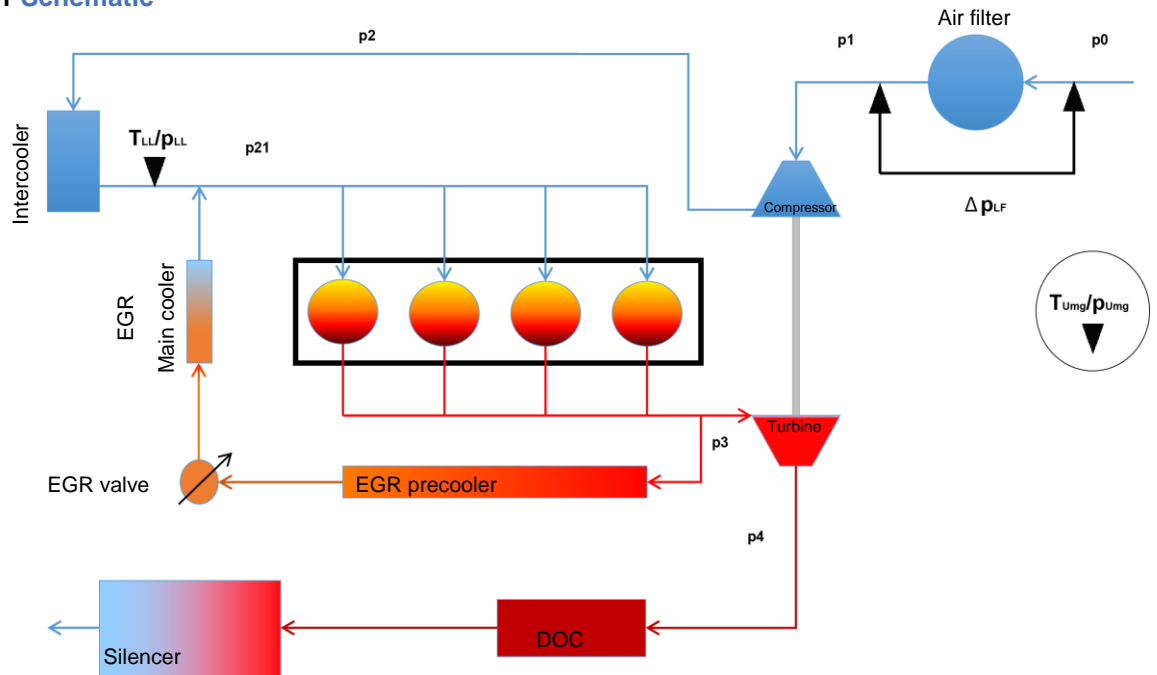 Schematic
Air filter
p2
p1
p0
Intercooler
TLL/pLL
p21
Compressor
Δ pLF
EGR
Main cooler
TUmg/pUmg
Turbine
p3
EGR valve
EGR precooler
p4
DOC
Silencer